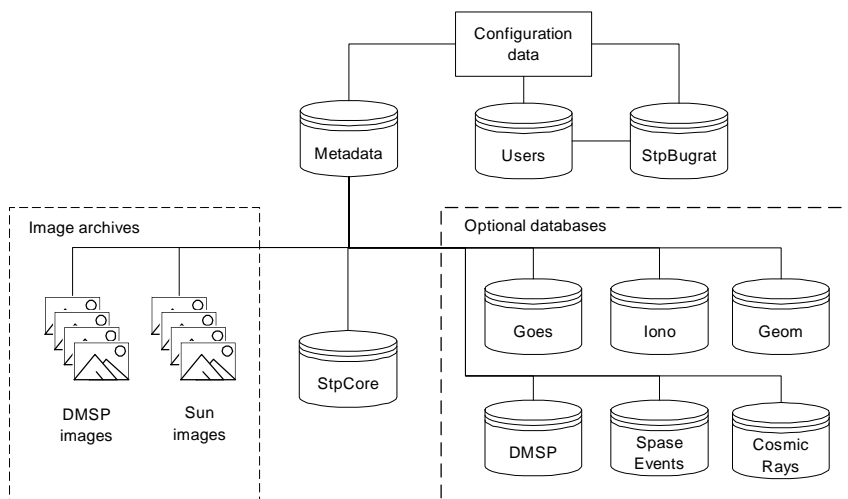 Configuration
data
Metadata
Users
StpBugrat
Image archives
Optional databases
Goes
Iono
Geom
StpCore
DMSP
images
Sun
images
DMSP
Spase
Events
Cosmic
Rays